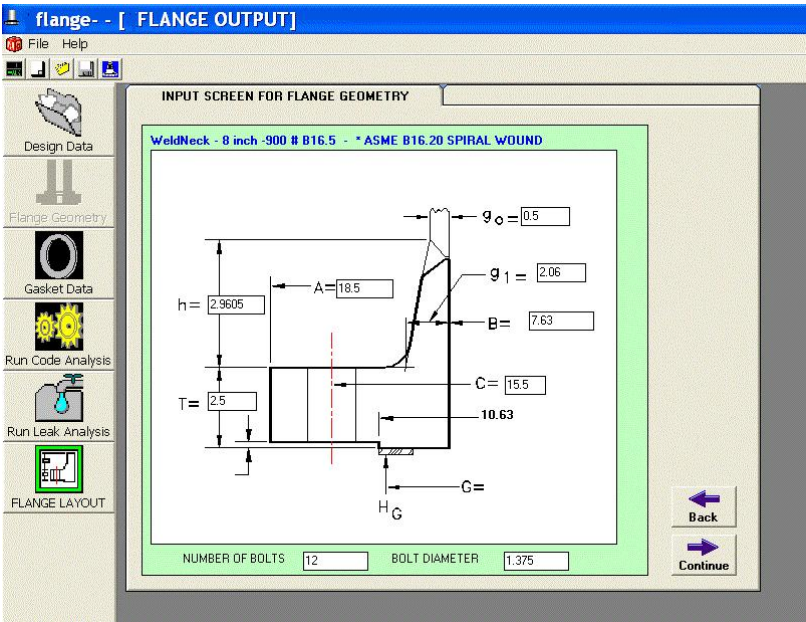 flange- - [ FLANGE OUTPUT]
File Help
Design Data
Flange Geometry
Gasket Data
Run Code Analysis
Run Leak Analysis
FLANGE LAYOUT
INPUT SCREEN FOR FLANGE GEOMETRY
WeldNeck - 8 inch -900 # B16.5 - * ASME B16.20 SPIRAL WOUND
go = 0.5
g1 = 2.06
A= 18.5
h= 2.9605
B= 7.63
C= 15.5
T= 2.5
10.63
G=
HG
NUMBER OF BOLTS 12 BOLT DIAMETER 1.375
Back
Continue